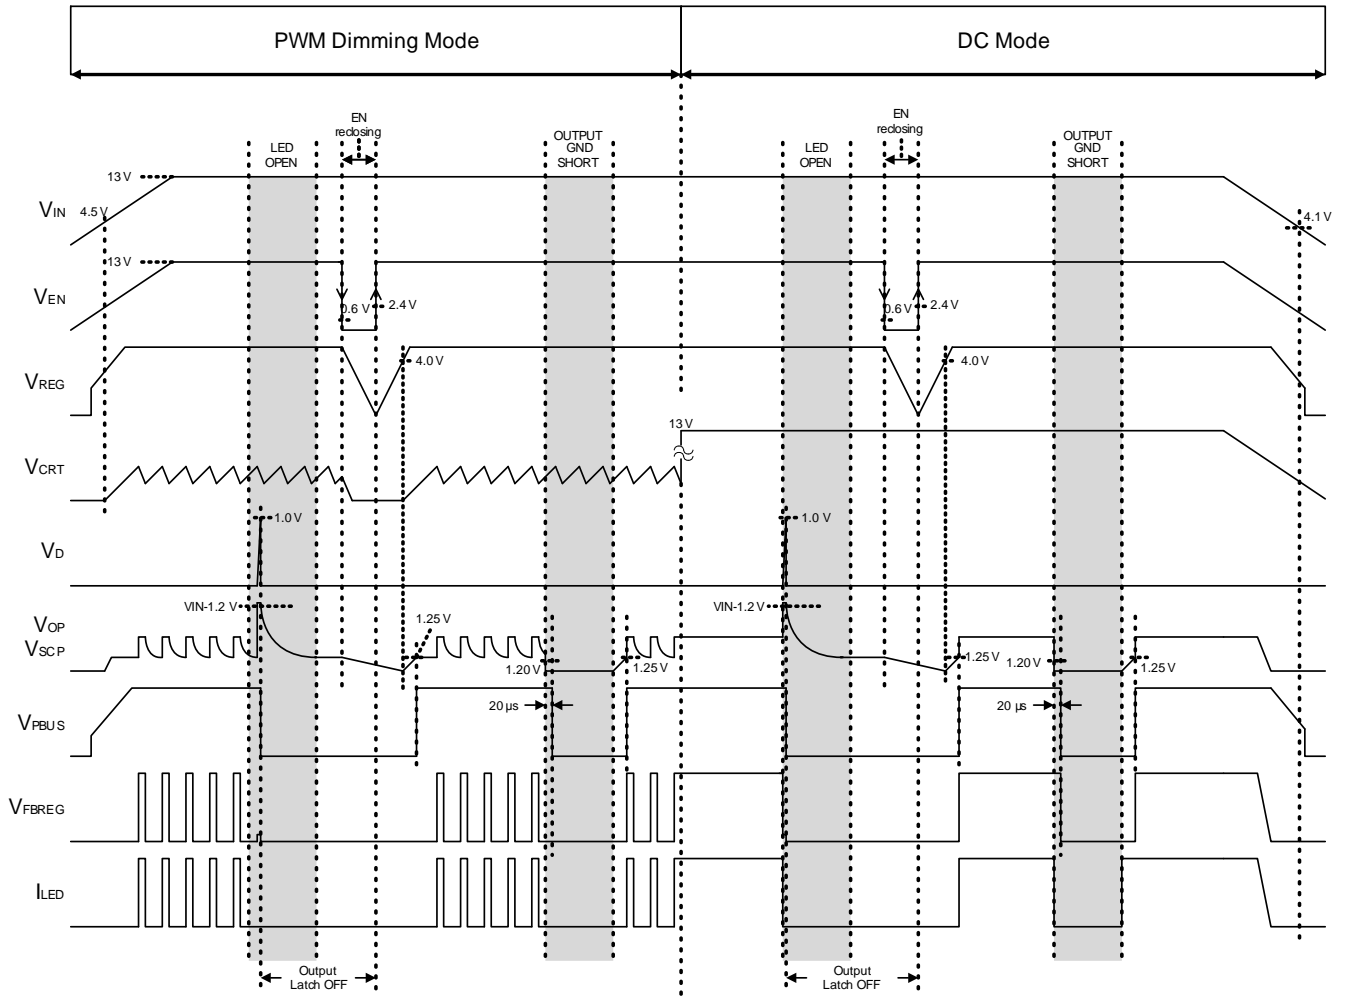 PWM Dimming Mode
DC Mode
EN
reclosing
LED
OPEN
OUTPUT
GND
SHORT
LED
OPEN
EN
reclosing
OUTPUT
GND
SHORT
VIN
13 V
4.5 V
4.1 V
VEN
13 V
0.6 V
2.4 V
0.6 V
2.4 V
VREG
4.0 V
4.0 V
VCRT
13 V
VD
1.0 V
1.0 V
VOP
VSCP
VIN-1.2 V
1.25 V
1.20 V
1.25 V
VIN-1.2 V
1.25 V
1.20 V
1.25 V
VPBUS
20 µs
20 µs
VFBREG
ILED
Output
Latch OFF
Output
Latch OFF